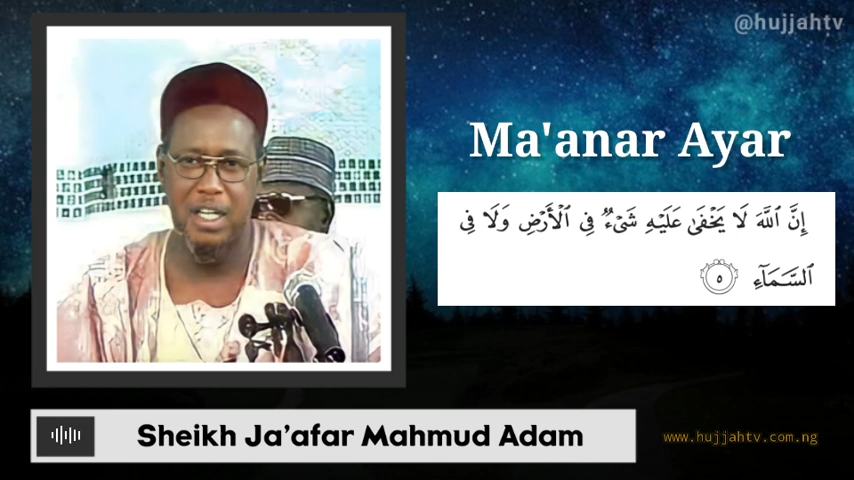 @hujjahtv
Ma'anar Ayar
إِنَّ ٱللَّهَ لَا يَخْفَىٰ عَلَيْهِ شَىْءٌ فِى ٱلْأَرْضِ وَلَا فِى
ٱلسَّمَآءِ ٥
Sheikh Ja’afar Mahmud Adam
www.hujjahtv.com.ng